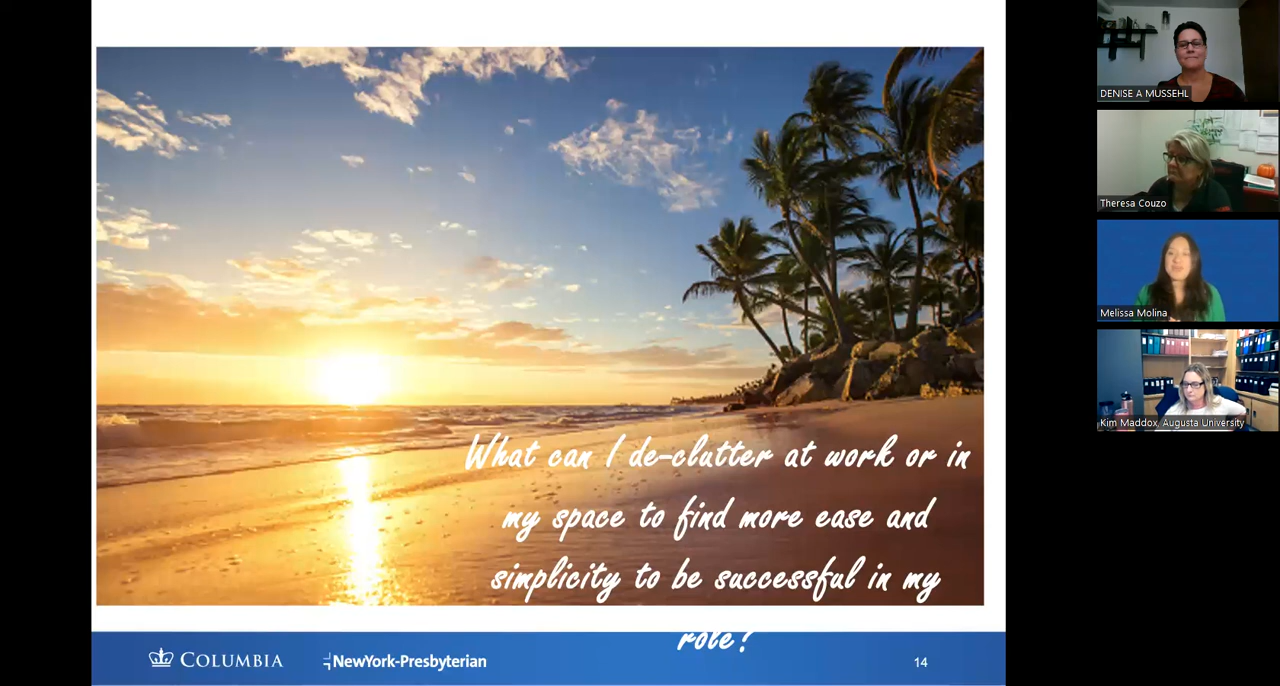 What can I de-clutter at work or in
my space to find more ease and
simplicity to be successful in my
role?
COLUMBIA
NewYork-Presbyterian
14
DENISE A MUSSEHL
Theresa Couzo
Melissa Molina
Kim Maddox, Augusta University